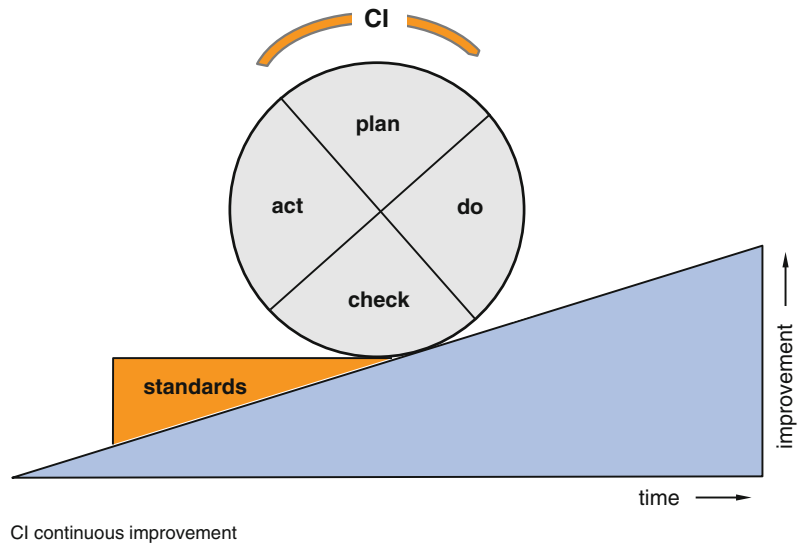 CI
plan
act
do
check
standards
improvement
time
CI continuous improvement